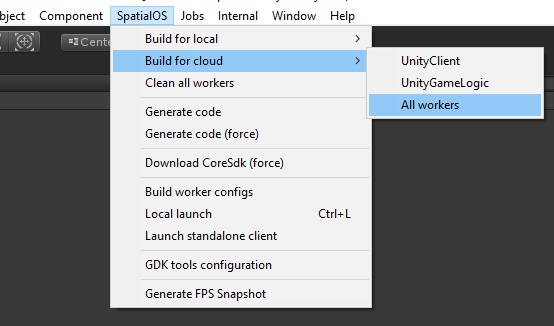 bject Component SpatialOS Jobs Internal Window Help
Cente
Build for local
Build for cloud
UnityClient
Clean all workers
UnityGameLogic
All workers
Generate code
Generate code (force)
Download CoreSdk (force)
Build worker configs
Local launch Ctrl+L
Launch standalone client
GDK tools configuration
Generate FPS Snapshot